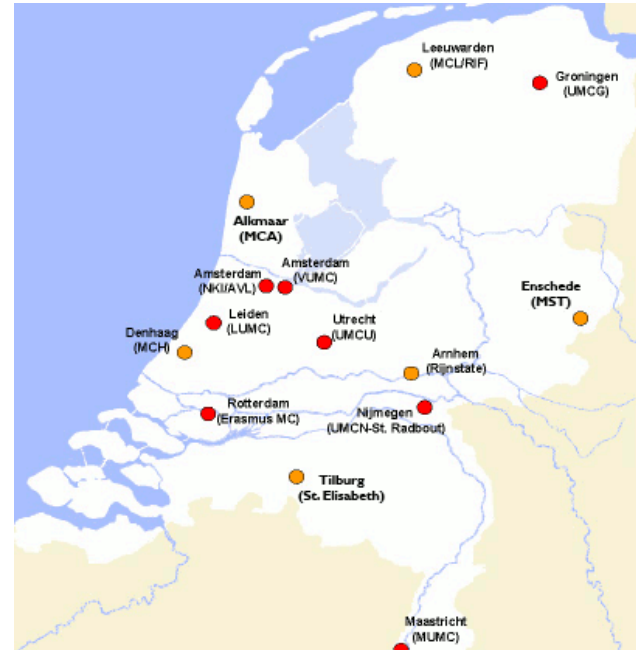 Leeuwarden
(MCL/RIF)
Groningen
(UMCG)
Alkmaar
(MCA)
Amsterdam
(NKI/AVL)
Amsterdam
(VUMC)
Enschede
(MST)
Leiden
(LUMC)
Utrecht
(UMCU)
Denhaag
(MCH)
Arnhem
(Rijnstate)
Rotterdam
(Erasmus MC)
Nijmegen
(UMCN-St. Radbout)
Tilburg
(St. Elisabeth)
Maastricht
(MUMC)